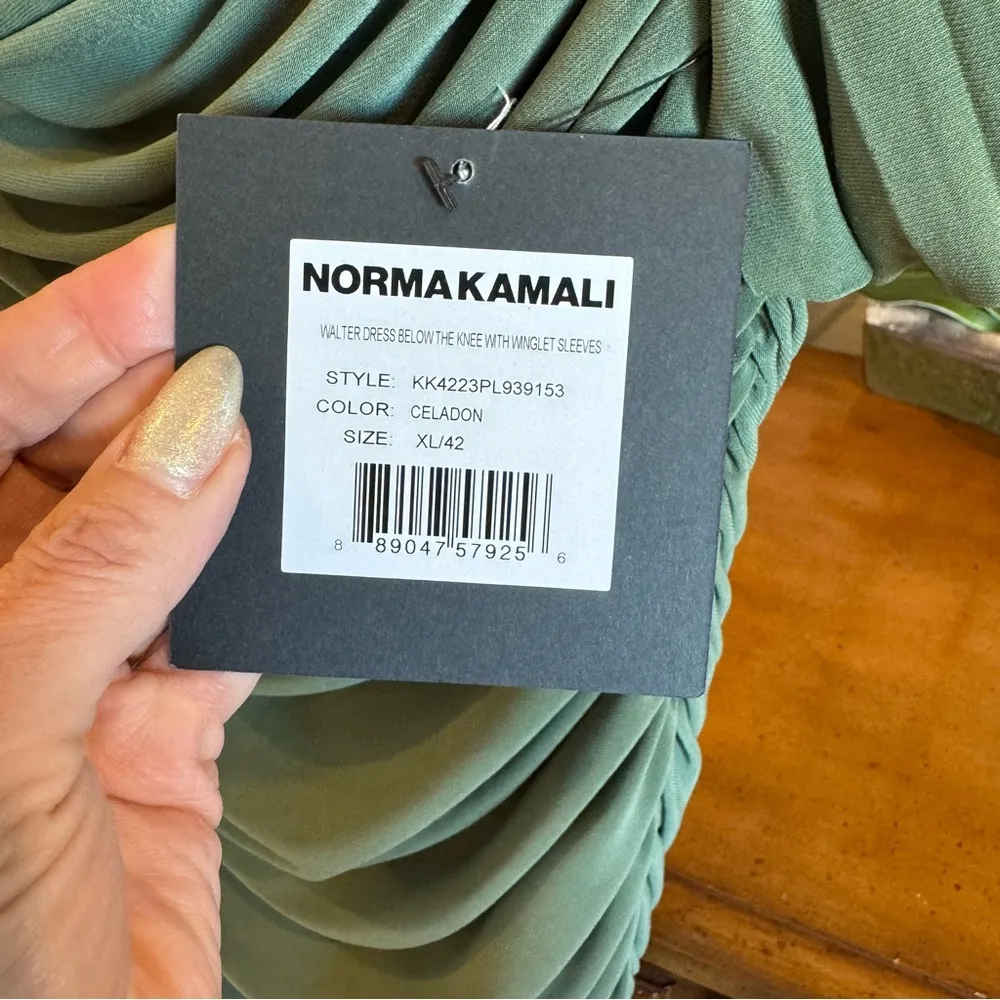 NORMA KAMALI
WALTER DRESS BELOW THE KNEE WITH WINGLET SLEEVES
STYLE: KK4223PL939153
COLOR: CELADON
SIZE: XL/42
8 89047 57925 6